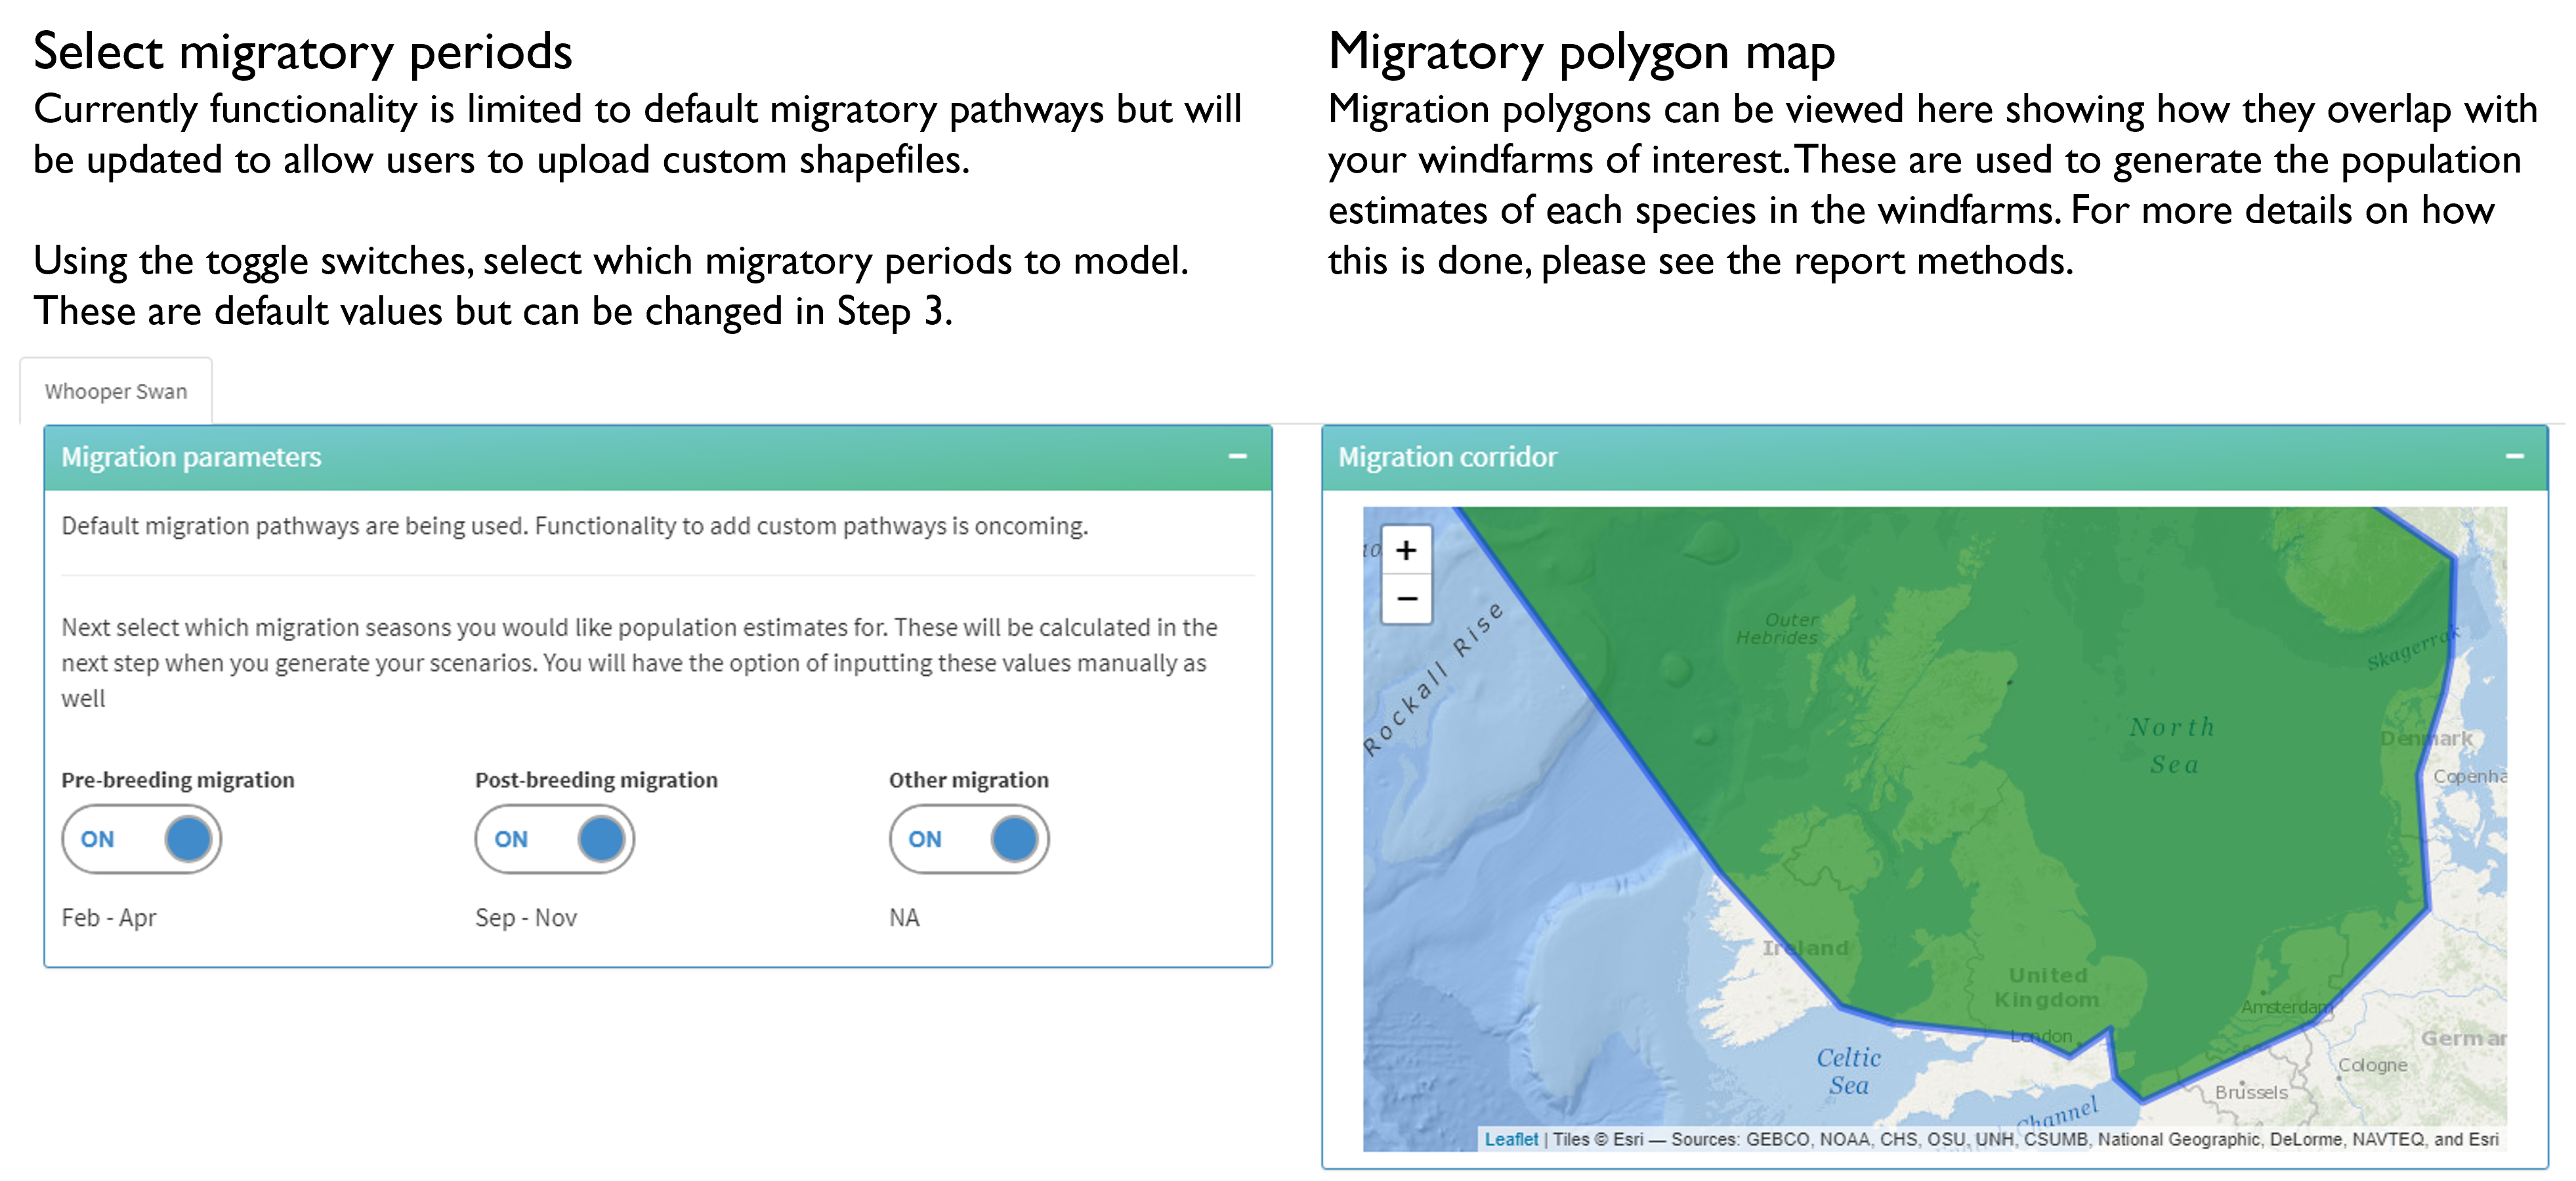 Select migratory periods
Currently functionality is limited to default migratory pathways but will
be updated to allow users to upload custom shapefiles.
Using the toggle switches, select which migratory periods to model.
These are default values but can be changed in Step 3.
Migratory polygon map
Migration polygons can be viewed here showing how they overlap with
your windfarms of interest. These are used to generate the population
estimates of each species in the windfarms. For more details on how
this is done, please see the report methods.
Whooper Swan
Migration parameters
Default migration pathways are being used. Functionality to add custom pathways is oncoming.
Next select which migration seasons you would like population estimates for. These will be calculated in the
next step when you generate your scenarios. You will have the option of inputting these values manually as
well
Pre-breeding migration
Post-breeding migration
Other migration
ON
ON
ON
Feb - Apr
Sep - Nov
NA
Migration corridor
+
−
Rockall Rise
Outer
Hebrides
Skagerrak
North
Sea
Denmark
Copenha
Ireland
United
Kingdom
Amsterdam
London
German
Celtic
Sea
Cologne
Brussels
Channel
Leaflet | Tiles © Esri — Sources: GEBCO, NOAA, CHS, OSU, UNH, CSUMB, National Geographic, DeLorme, NAVTEQ, and Esri